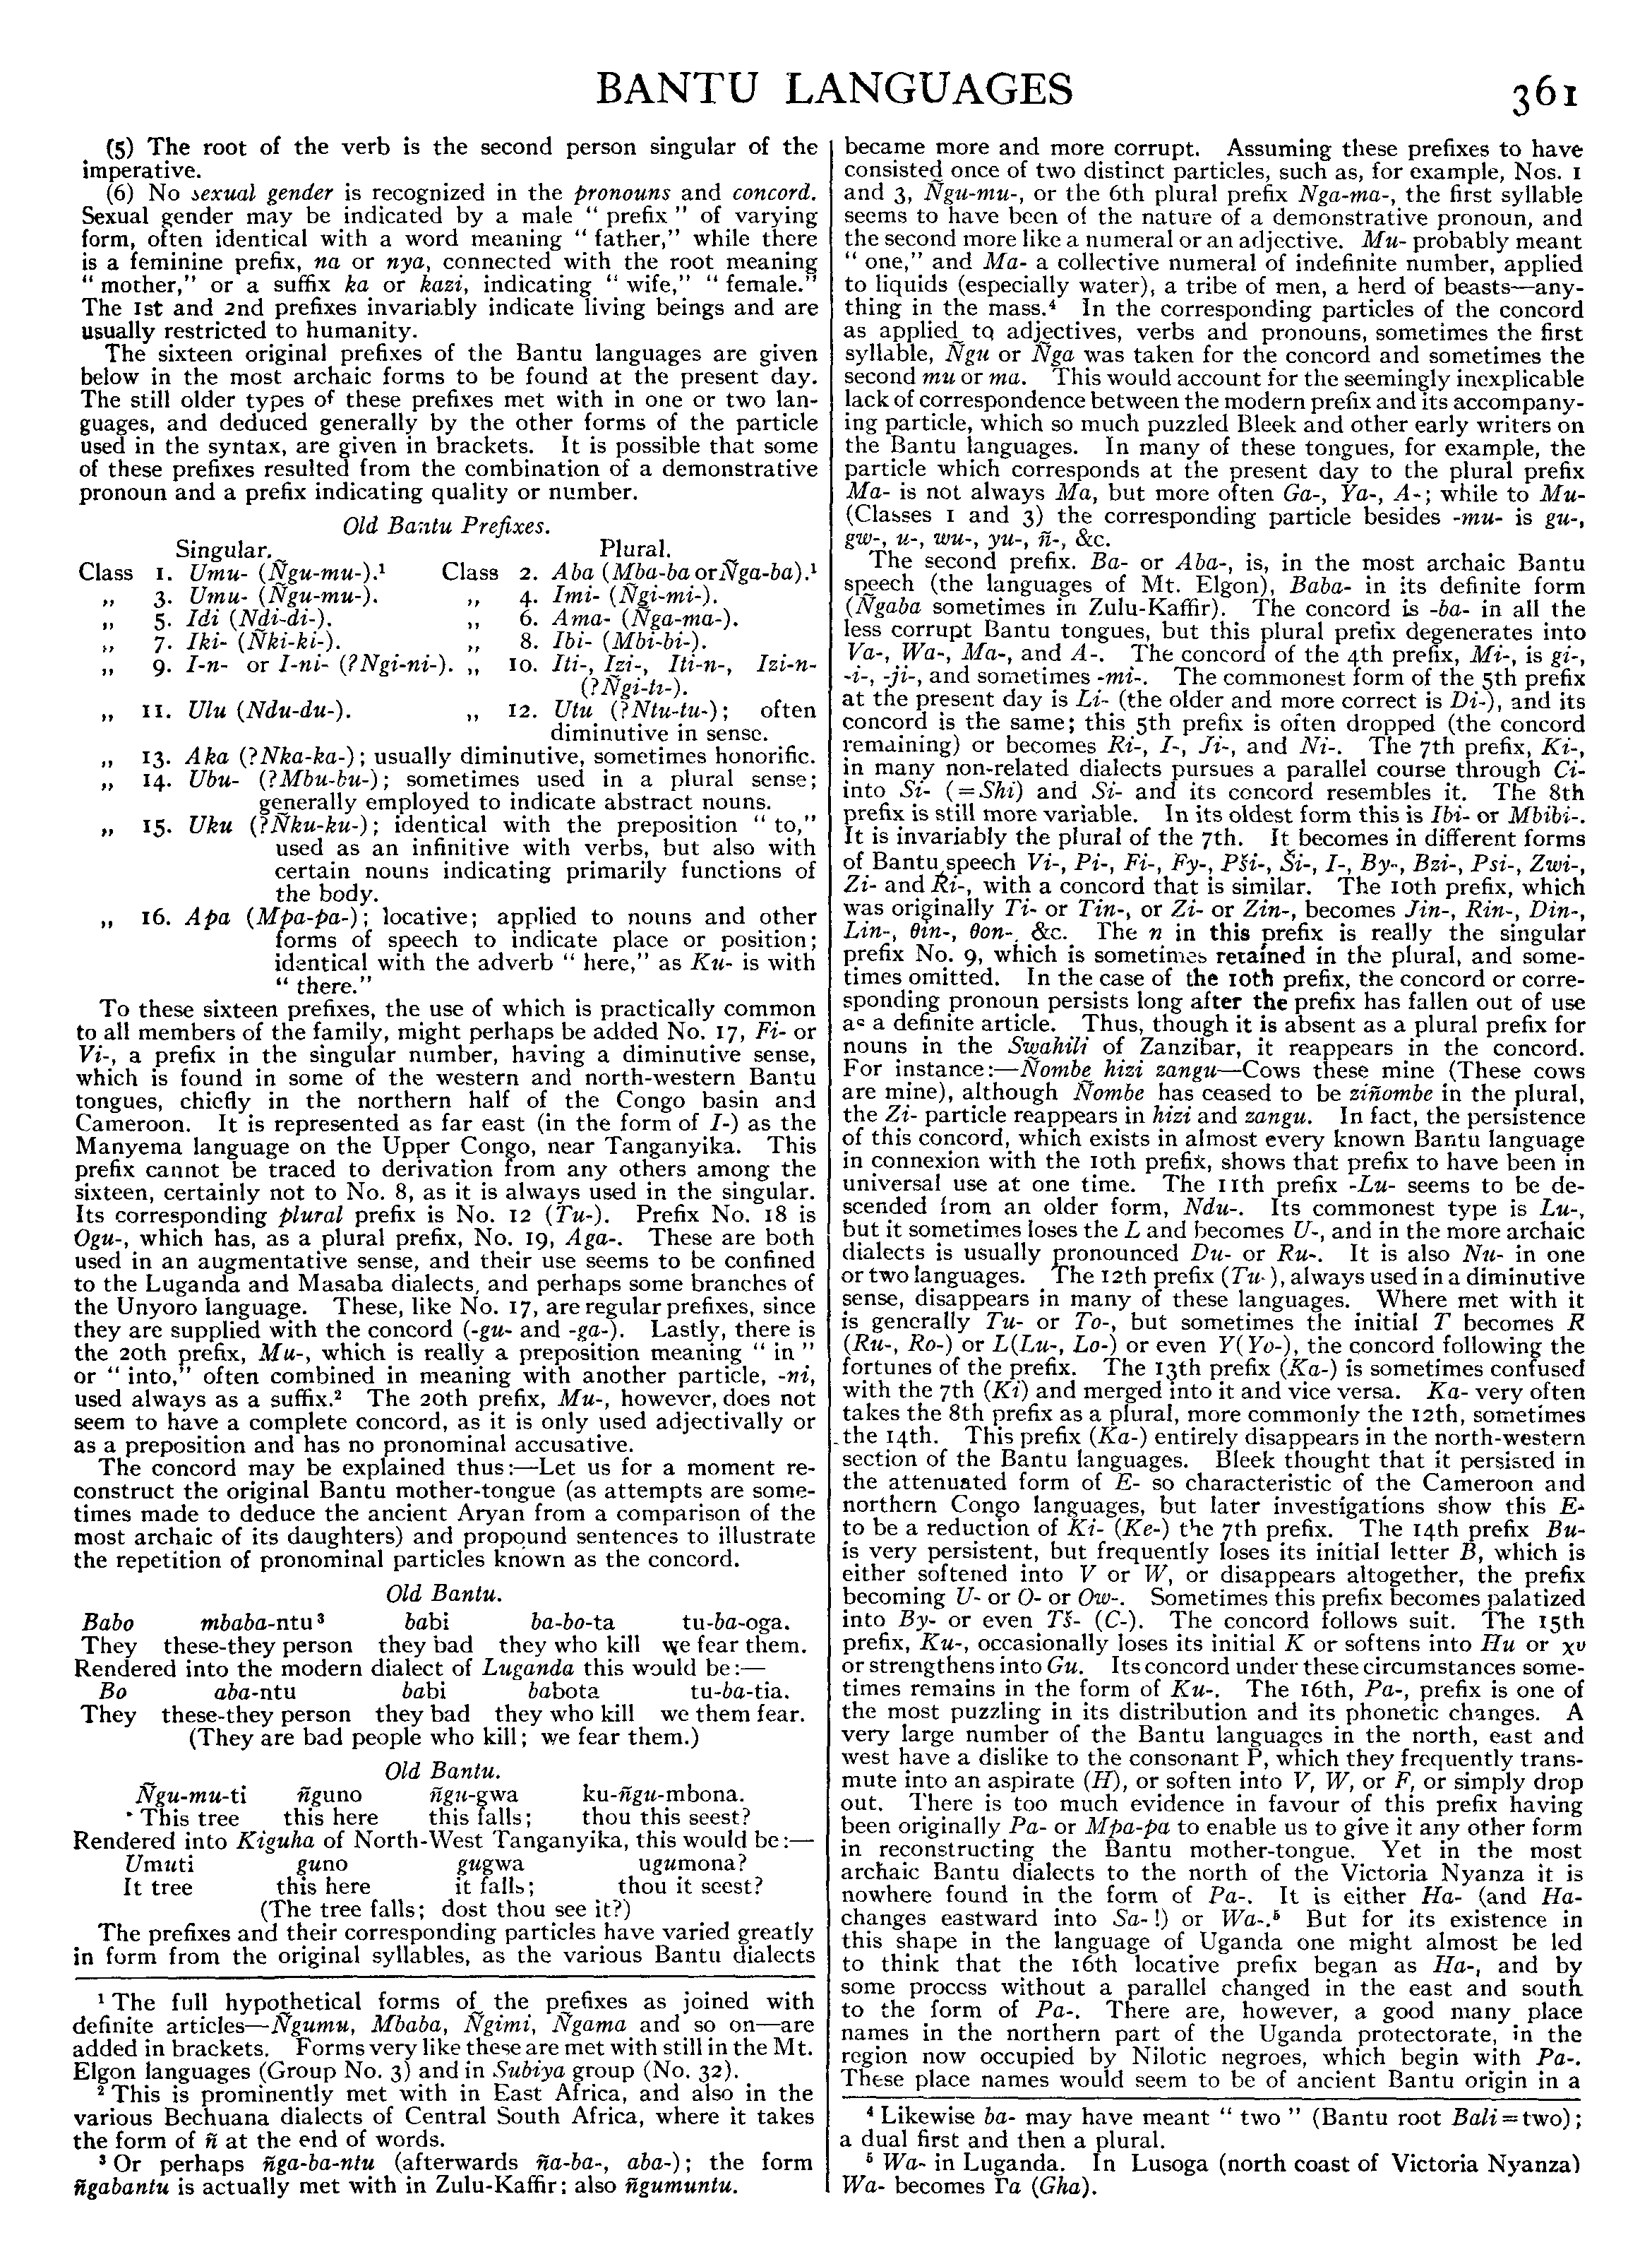 BANTU LANGUAGES
361
(5) The root of the verb is the second person singular of the
imperative.
(6) No sexual gender is recognized in the pronouns and concord.
Sexual gender may be indicated by a male “ prefix ” of varying
form, often identical with a word meaning “ father,” while there
is a feminine prefix, na or nya, connected with the root meaning
“ mother,” or a suffix ka or kazi, indicating “ wife,” “ female.”
The 1st and 2nd prefixes invariably indicate living beings and are
usually restricted to humanity.
The sixteen original prefixes of the Bantu languages are given
below in the most archaic forms to be found at the present day.
The still older types of these prefixes met with in one or two lan-
guages, and deduced generally by the other forms of the particle
used in the syntax, are given in brackets. It is possible that some
of these prefixes resulted from the combination of a demonstrative
pronoun and a prefix indicating quality or number.
Old Bantu Prefixes.
Singular. Plural.
Class 1. Umu- (Ñgu-mu-).¹ Class 2. Aba (Mba-ba or Ñga-ba).¹
„ 3. Umu- (Ñgu-mu-). „ 4. Imi- (Ñgi-mi-).
„ 5. Idi (Ndi-di-). „ 6. Ama- (Ñga-ma-).
„ 7. Iki- (Ñki-ki-). „ 8. Ibi- (Mbi-bi-).
„ 9. I-n- or I-ni- (?Ngi-ni-). „ 10. Iti-, Izi-, Iti-n-, Izi-n-
(?Ñgi-ti-).
„ 11. Ulu (Ndu-du-). „ 12. Utu (?Ntu-tu-); often
diminutive in sense.
„ 13. Aka (?Nka-ka-); usually diminutive, sometimes honorific.
„ 14. Ubu- (?Mbu-bu-); sometimes used in a plural sense;
generally employed to indicate abstract nouns.
„ 15. Uku (?Ñku-ku-); identical with the preposition “ to,”
used as an infinitive with verbs, but also with
certain nouns indicating primarily functions of
the body.
„ 16. Apa (Mpa-pa-); locative; applied to nouns and other
forms of speech to indicate place or position;
identical with the adverb “ here,” as Ku- is with
“ there.”
To these sixteen prefixes, the use of which is practically common
to all members of the family, might perhaps be added No. 17, Fi- or
Vi-, a prefix in the singular number, having a diminutive sense,
which is found in some of the western and north-western Bantu
tongues, chiefly in the northern half of the Congo basin and
Cameroon. It is represented as far east (in the form of I-) as the
Manyema language on the Upper Congo, near Tanganyika. This
prefix cannot be traced to derivation from any others among the
sixteen, certainly not to No. 8, as it is always used in the singular.
Its corresponding plural prefix is No. 12 (Tu-). Prefix No. 18 is
Ogu-, which has, as a plural prefix, No. 19, Aga-. These are both
used in an augmentative sense, and their use seems to be confined
to the Luganda and Masaba dialects, and perhaps some branches of
the Unyoro language. These, like No. 17, are regular prefixes, since
they are supplied with the concord (-gu- and -ga-). Lastly, there is
the 20th prefix, Mu-, which is really a preposition meaning “ in ”
or “ into,” often combined in meaning with another particle, -ni,
used always as a suffix.² The 20th prefix, Mu-, however, does not
seem to have a complete concord, as it is only used adjectivally or
as a preposition and has no pronominal accusative.
The concord may be explained thus:—Let us for a moment re-
construct the original Bantu mother-tongue (as attempts are some-
times made to deduce the ancient Aryan from a comparison of the
most archaic of its daughters) and propound sentences to illustrate
the repetition of pronominal particles known as the concord.
Old Bantu.
Babo mbaba-ntu³ babi ba-bo-ta tu-ba-oga.
They these-they person they bad they who kill we fear them.
Rendered into the modern dialect of Luganda this would be:—
Bo aba-ntu babi babota tu-ba-tia.
They these-they person they bad they who kill we them fear.
(They are bad people who kill; we fear them.)
Old Bantu.
Ñgu-mu-ti ñguno ñgu-gwa ku-ñgu-mbona.
This tree this here this falls; thou this seest?
Rendered into Kiguha of North-West Tanganyika, this would be:—
Umuti guno gugwa ugumona?
It tree this here it falls; thou it seest?
(The tree falls; dost thou see it?)
The prefixes and their corresponding particles have varied greatly
in form from the original syllables, as the various Bantu dialects
¹ The full hypothetical forms of the prefixes as joined with
definite articles—Ñgumu, Mbaba, Ñgimi, Ñgama and so on—are
added in brackets. Forms very like these are met with still in the Mt.
Elgon languages (Group No. 3) and in Subiya group (No. 32).
² This is prominently met with in East Africa, and also in the
various Bechuana dialects of Central South Africa, where it takes
the form of ñ at the end of words.
³ Or perhaps ñga-ba-ntu (afterwards ña-ba-, aba-); the form
ñgabantu is actually met with in Zulu-Kaffir; also ñgumuntu.
became more and more corrupt. Assuming these prefixes to have
consisted once of two distinct particles, such as, for example, Nos. 1
and 3, Ñgu-mu-, or the 6th plural prefix Nga-ma-, the first syllable
seems to have been of the nature of a demonstrative pronoun, and
the second more like a numeral or an adjective. Mu- probably meant
“ one,” and Ma- a collective numeral of indefinite number, applied
to liquids (especially water), a tribe of men, a herd of beasts—any-
thing in the mass.⁴ In the corresponding particles of the concord
as applied to adjectives, verbs and pronouns, sometimes the first
syllable, Ñgu or Ñga was taken for the concord and sometimes the
second mu or ma. This would account for the seemingly inexplicable
lack of correspondence between the modern prefix and its accompany-
ing particle, which so much puzzled Bleek and other early writers on
the Bantu languages. In many of these tongues, for example, the
particle which corresponds at the present day to the plural prefix
Ma- is not always Ma, but more often Ga-, Ya-, A-; while to Mu-
(Classes 1 and 3) the corresponding particle besides -mu- is gu-,
gw-, u-, wu-, yu-, ñ-, &c.
The second prefix. Ba- or Aba-, is, in the most archaic Bantu
speech (the languages of Mt. Elgon), Baba- in its definite form
(Ñgaba sometimes in Zulu-Kaffir). The concord is -ba- in all the
less corrupt Bantu tongues, but this plural prefix degenerates into
Va-, Wa-, Ma-, and A-. The concord of the 4th prefix, Mi-, is gi-,
-i-, -ji-, and sometimes -mi-. The commonest form of the 5th prefix
at the present day is Li- (the older and more correct is Di-), and its
concord is the same; this 5th prefix is often dropped (the concord
remaining) or becomes Ri-, I-, Ji-, and Ni-. The 7th prefix, Ki-,
in many non-related dialects pursues a parallel course through Ci-
into Si- (=Shi) and Si- and its concord resembles it. The 8th
prefix is still more variable. In its oldest form this is Ibi- or Mbibi-.
It is invariably the plural of the 7th. It becomes in different forms
of Bantu speech Vi-, Pi-, Fi-, Fy-, Pši-, Ši-, I-, By-, Bzi-, Psi-, Zwi-,
Zi- and Ři-, with a concord that is similar. The 10th prefix, which
was originally Ti- or Tin-, or Zi- or Zin-, becomes Jin-, Rin-, Din-,
Lin-, θin-, θon-, &c. The n in this prefix is really the singular
prefix No. 9, which is sometimes retained in the plural, and some-
times omitted. In the case of the 10th prefix, the concord or corre-
sponding pronoun persists long after the prefix has fallen out of use
as a definite article. Thus, though it is absent as a plural prefix for
nouns in the Swahili of Zanzibar, it reappears in the concord.
For instance:—Ñombe hizi zangu—Cows these mine (These cows
are mine), although Ñombe has ceased to be ziñombe in the plural,
the Zi- particle reappears in hizi and zangu. In fact, the persistence
of this concord, which exists in almost every known Bantu language
in connexion with the 10th prefix, shows that prefix to have been in
universal use at one time. The 11th prefix -Lu- seems to be de-
scended from an older form, Ndu-. Its commonest type is Lu-,
but it sometimes loses the L and becomes U-, and in the more archaic
dialects is usually pronounced Du- or Ru-. It is also Nu- in one
or two languages. The 12th prefix (Tu-), always used in a diminutive
sense, disappears in many of these languages. Where met with it
is generally Tu- or To-, but sometimes the initial T becomes R
(Ru-, Ro-) or L(Lu-, Lo-) or even Y(Yo-), the concord following the
fortunes of the prefix. The 13th prefix (Ka-) is sometimes confused
with the 7th (Ki) and merged into it and vice versa. Ka- very often
takes the 8th prefix as a plural, more commonly the 12th, sometimes
the 14th. This prefix (Ka-) entirely disappears in the north-western
section of the Bantu languages. Bleek thought that it persisted in
the attenuated form of E- so characteristic of the Cameroon and
northern Congo languages, but later investigations show this E-
to be a reduction of Ki- (Ke-) the 7th prefix. The 14th prefix Bu-
is very persistent, but frequently loses its initial letter B, which is
either softened into V or W, or disappears altogether, the prefix
becoming U- or O- or Ow-. Sometimes this prefix becomes palatized
into By- or even Tš- (C-). The concord follows suit. The 15th
prefix, Ku-, occasionally loses its initial K or softens into Hu or χυ
or strengthens into Gu. Its concord under these circumstances some-
times remains in the form of Ku-. The 16th, Pa-, prefix is one of
the most puzzling in its distribution and its phonetic changes. A
very large number of the Bantu languages in the north, east and
west have a dislike to the consonant P, which they frequently trans-
mute into an aspirate (H), or soften into V, W, or F, or simply drop
out. There is too much evidence in favour of this prefix having
been originally Pa- or Mpa-pa to enable us to give it any other form
in reconstructing the Bantu mother-tongue. Yet in the most
archaic Bantu dialects to the north of the Victoria Nyanza it is
nowhere found in the form of Pa-. It is either Ha- (and Ha-
changes eastward into Sa- !) or Wa-.⁵ But for its existence in
this shape in the language of Uganda one might almost be led
to think that the 16th locative prefix began as Ha-, and by
some process without a parallel changed in the east and south
to the form of Pa-. There are, however, a good many place
names in the northern part of the Uganda protectorate, in the
region now occupied by Nilotic negroes, which begin with Pa-.
These place names would seem to be of ancient Bantu origin in a
⁴ Likewise ba- may have meant “ two ” (Bantu root Bali=two);
a dual first and then a plural.
⁵ Wa- in Luganda. In Lusoga (north coast of Victoria Nyanza)
Wa- becomes Γa (Gha).